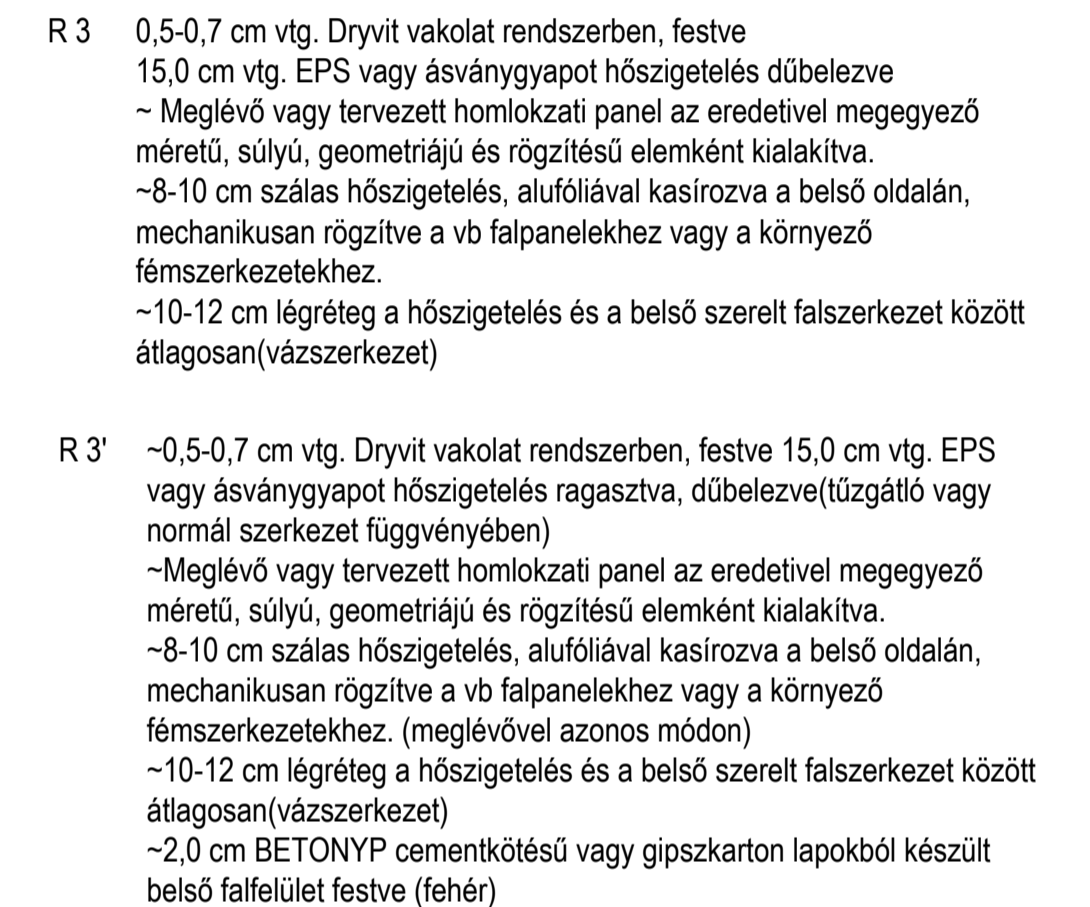 R 3 0,5-0,7 cm vtg. Dryvit vakolat rendszerben, festve
15,0 cm vtg. EPS vagy ásványgyapot hőszigetelés dűbelezve
~ Meglévő vagy tervezett homlokzati panel az eredetivel megegyező
méretű, súlyú, geometriájú és rögzítésű elemként kialakítva.
~8-10 cm szálas hőszigetelés, alufóliával kasírozva a belső oldalán,
mechanikusan rögzítve a vb falpanelekhez vagy a környező
fémszerkezetekhez.
~10-12 cm légréteg a hőszigetelés és a belső szerelt falszerkezet között
átlagosan(vázszerkezet)
R 3' ~0,5-0,7 cm vtg. Dryvit vakolat rendszerben, festve 15,0 cm vtg. EPS
vagy ásványgyapot hőszigetelés ragasztva, dűbelezve(tűzgátló vagy
normál szerkezet függvényében)
~Meglévő vagy tervezett homlokzati panel az eredetivel megegyező
méretű, súlyú, geometriájú és rögzítésű elemként kialakítva.
~8-10 cm szálas hőszigetelés, alufóliával kasírozva a belső oldalán,
mechanikusan rögzítve a vb falpanelekhez vagy a környező
fémszerkezetekhez. (meglévővel azonos módon)
~10-12 cm légréteg a hőszigetelés és a belső szerelt falszerkezet között
átlagosan(vázszerkezet)
~2,0 cm BETONYP cementkötésű vagy gipszkarton lapokból készült
belső falfelület festve (fehér)